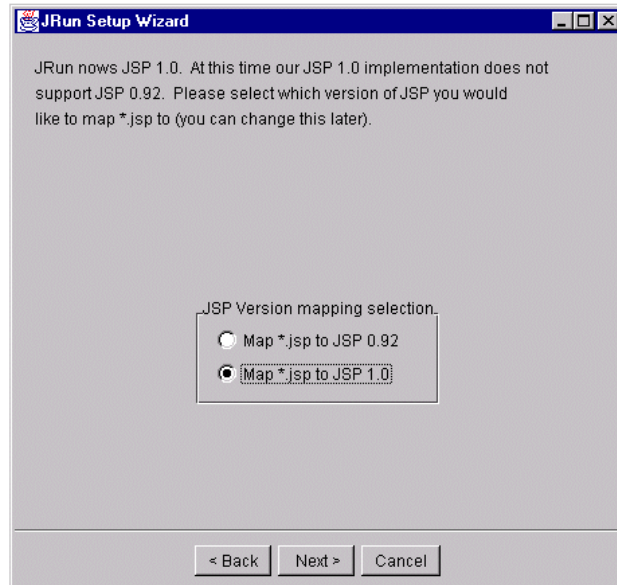 JRun Setup Wizard
JRun nows JSP 1.0. At this time our JSP 1.0 implementation does not
support JSP 0.92. Please select which version of JSP you would
like to map *.jsp to (you can change this later).
JSP Version mapping selection
Map *.jsp to JSP 0.92
Map *.jsp to JSP 1.0
< Back Next > Cancel